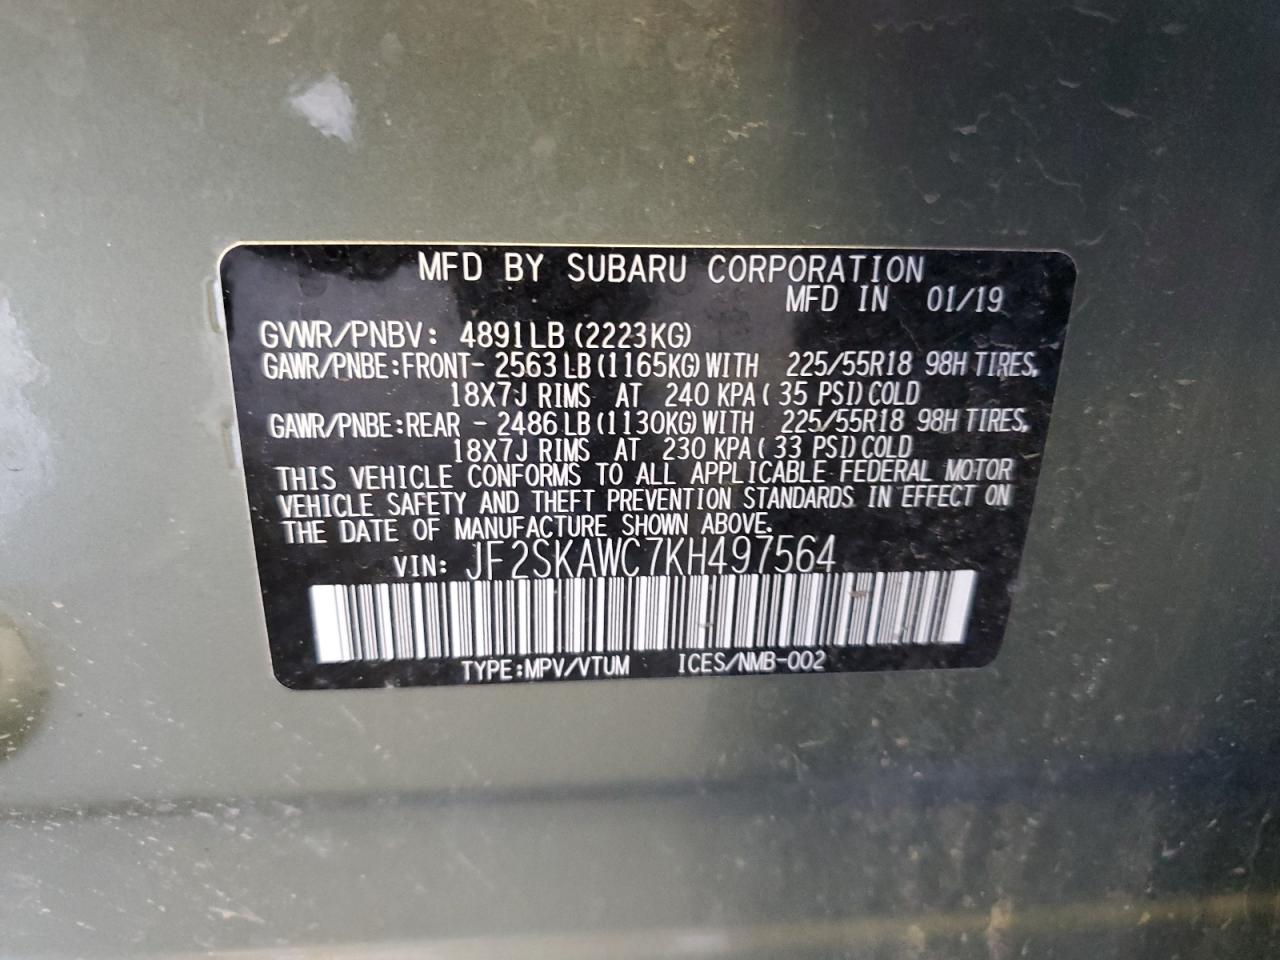 MFD BY SUBARU CORPORATION
MFD IN 01/19
GVWR/PNBV: 4891LB (2223KG)
GAWR/PNBE:FRONT- 2563LB(1165KG)WITH 225/55R18 98H TIRES,
18X7J RIMS AT 240 KPA( 35 PSI)COLD
GAWR/PNBE:REAR - 2486LB(1130KG)WITH 225/55R18 98H TIRES,
18X7J RIMS AT 230 KPA( 33 PSI)COLD
THIS VEHICLE CONFORMS TO ALL APPLICABLE FEDERAL MOTOR
VEHICLE SAFETY AND THEFT PREVENTION STANDARDS IN EFFECT ON
THE DATE OF MANUFACTURE SHOWN ABOVE.
VIN: JF2SKAWC7KH497564
TYPE:MPV/VTUM ICES/NMB-002